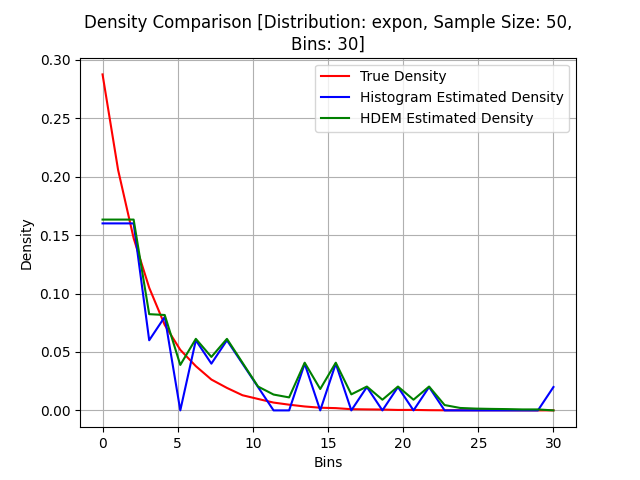 Density Comparison [Distribution: expon, Sample Size: 50,
Bins: 30]
True Density
Histogram Estimated Density
HDEM Estimated Density
Density
0.30
0.25
0.20
0.15
0.10
0.05
0.00
0 5 10 15 20 25 30
Bins